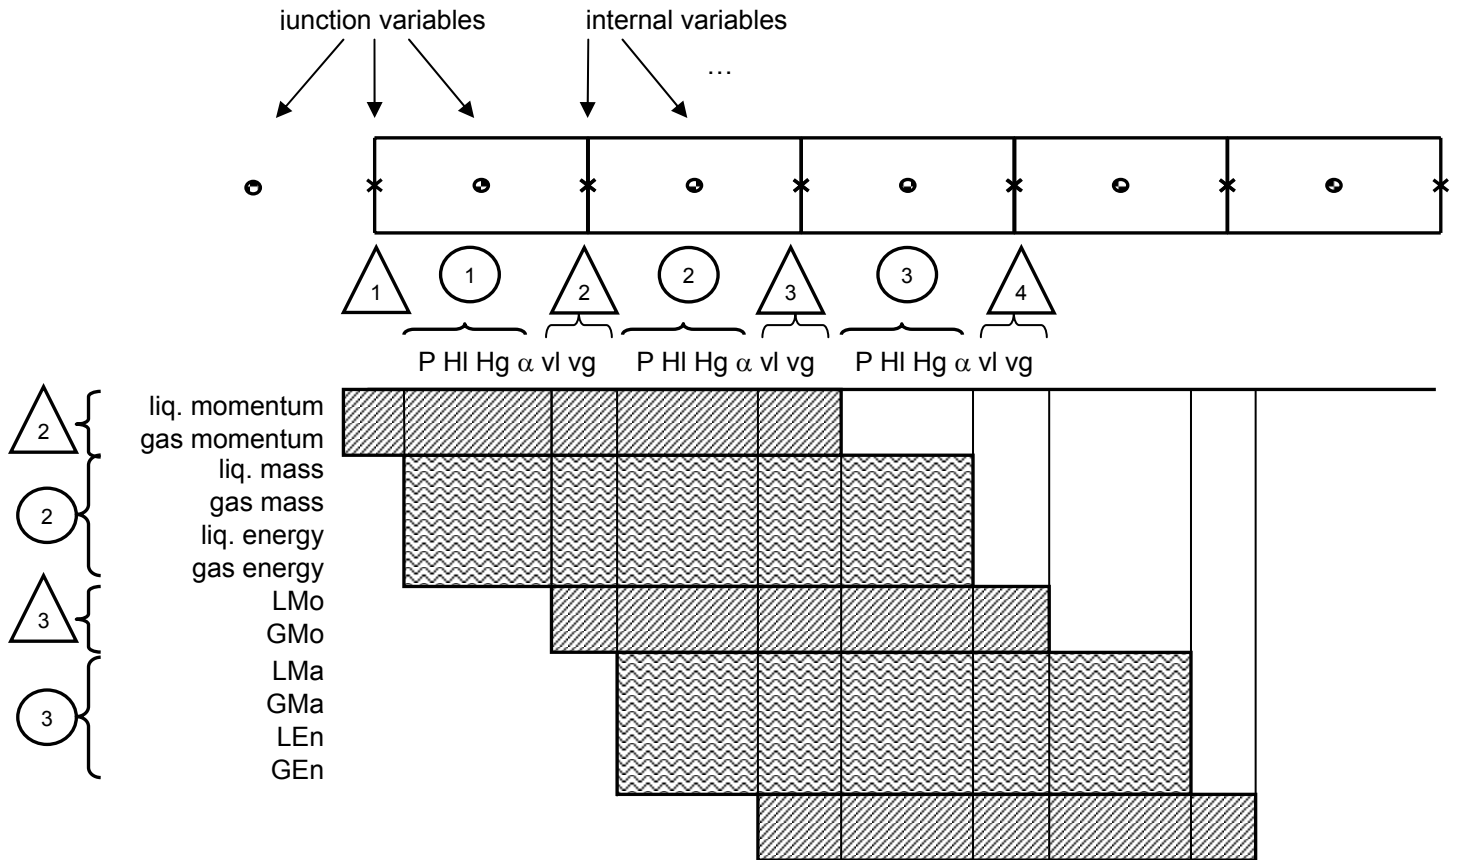 junction variables internal variables
…
1 1 2 2 3 3 4
P Hl Hg α vl vg P Hl Hg α vl vg P Hl Hg α vl vg
2
liq. momentum
gas momentum
liq. mass
gas mass
2
liq. energy
gas energy
3
LMo
GMo
LMa
GMa
3
LEn
GEn